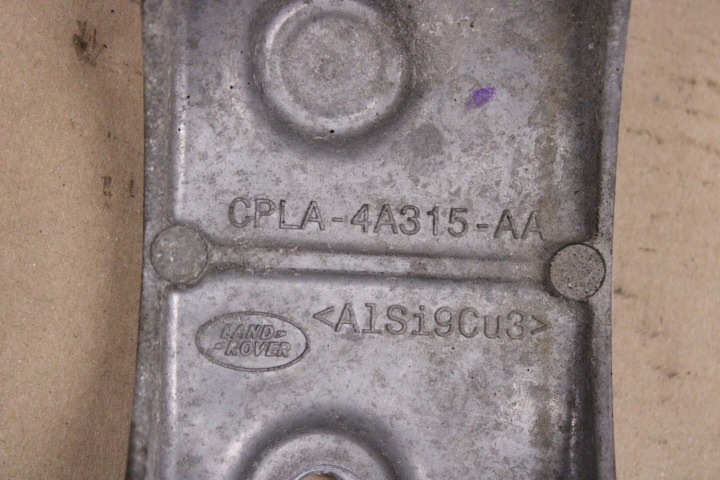 CPLA-4A315-AA
<AlSi9Cu3>
LAND-
-ROVER